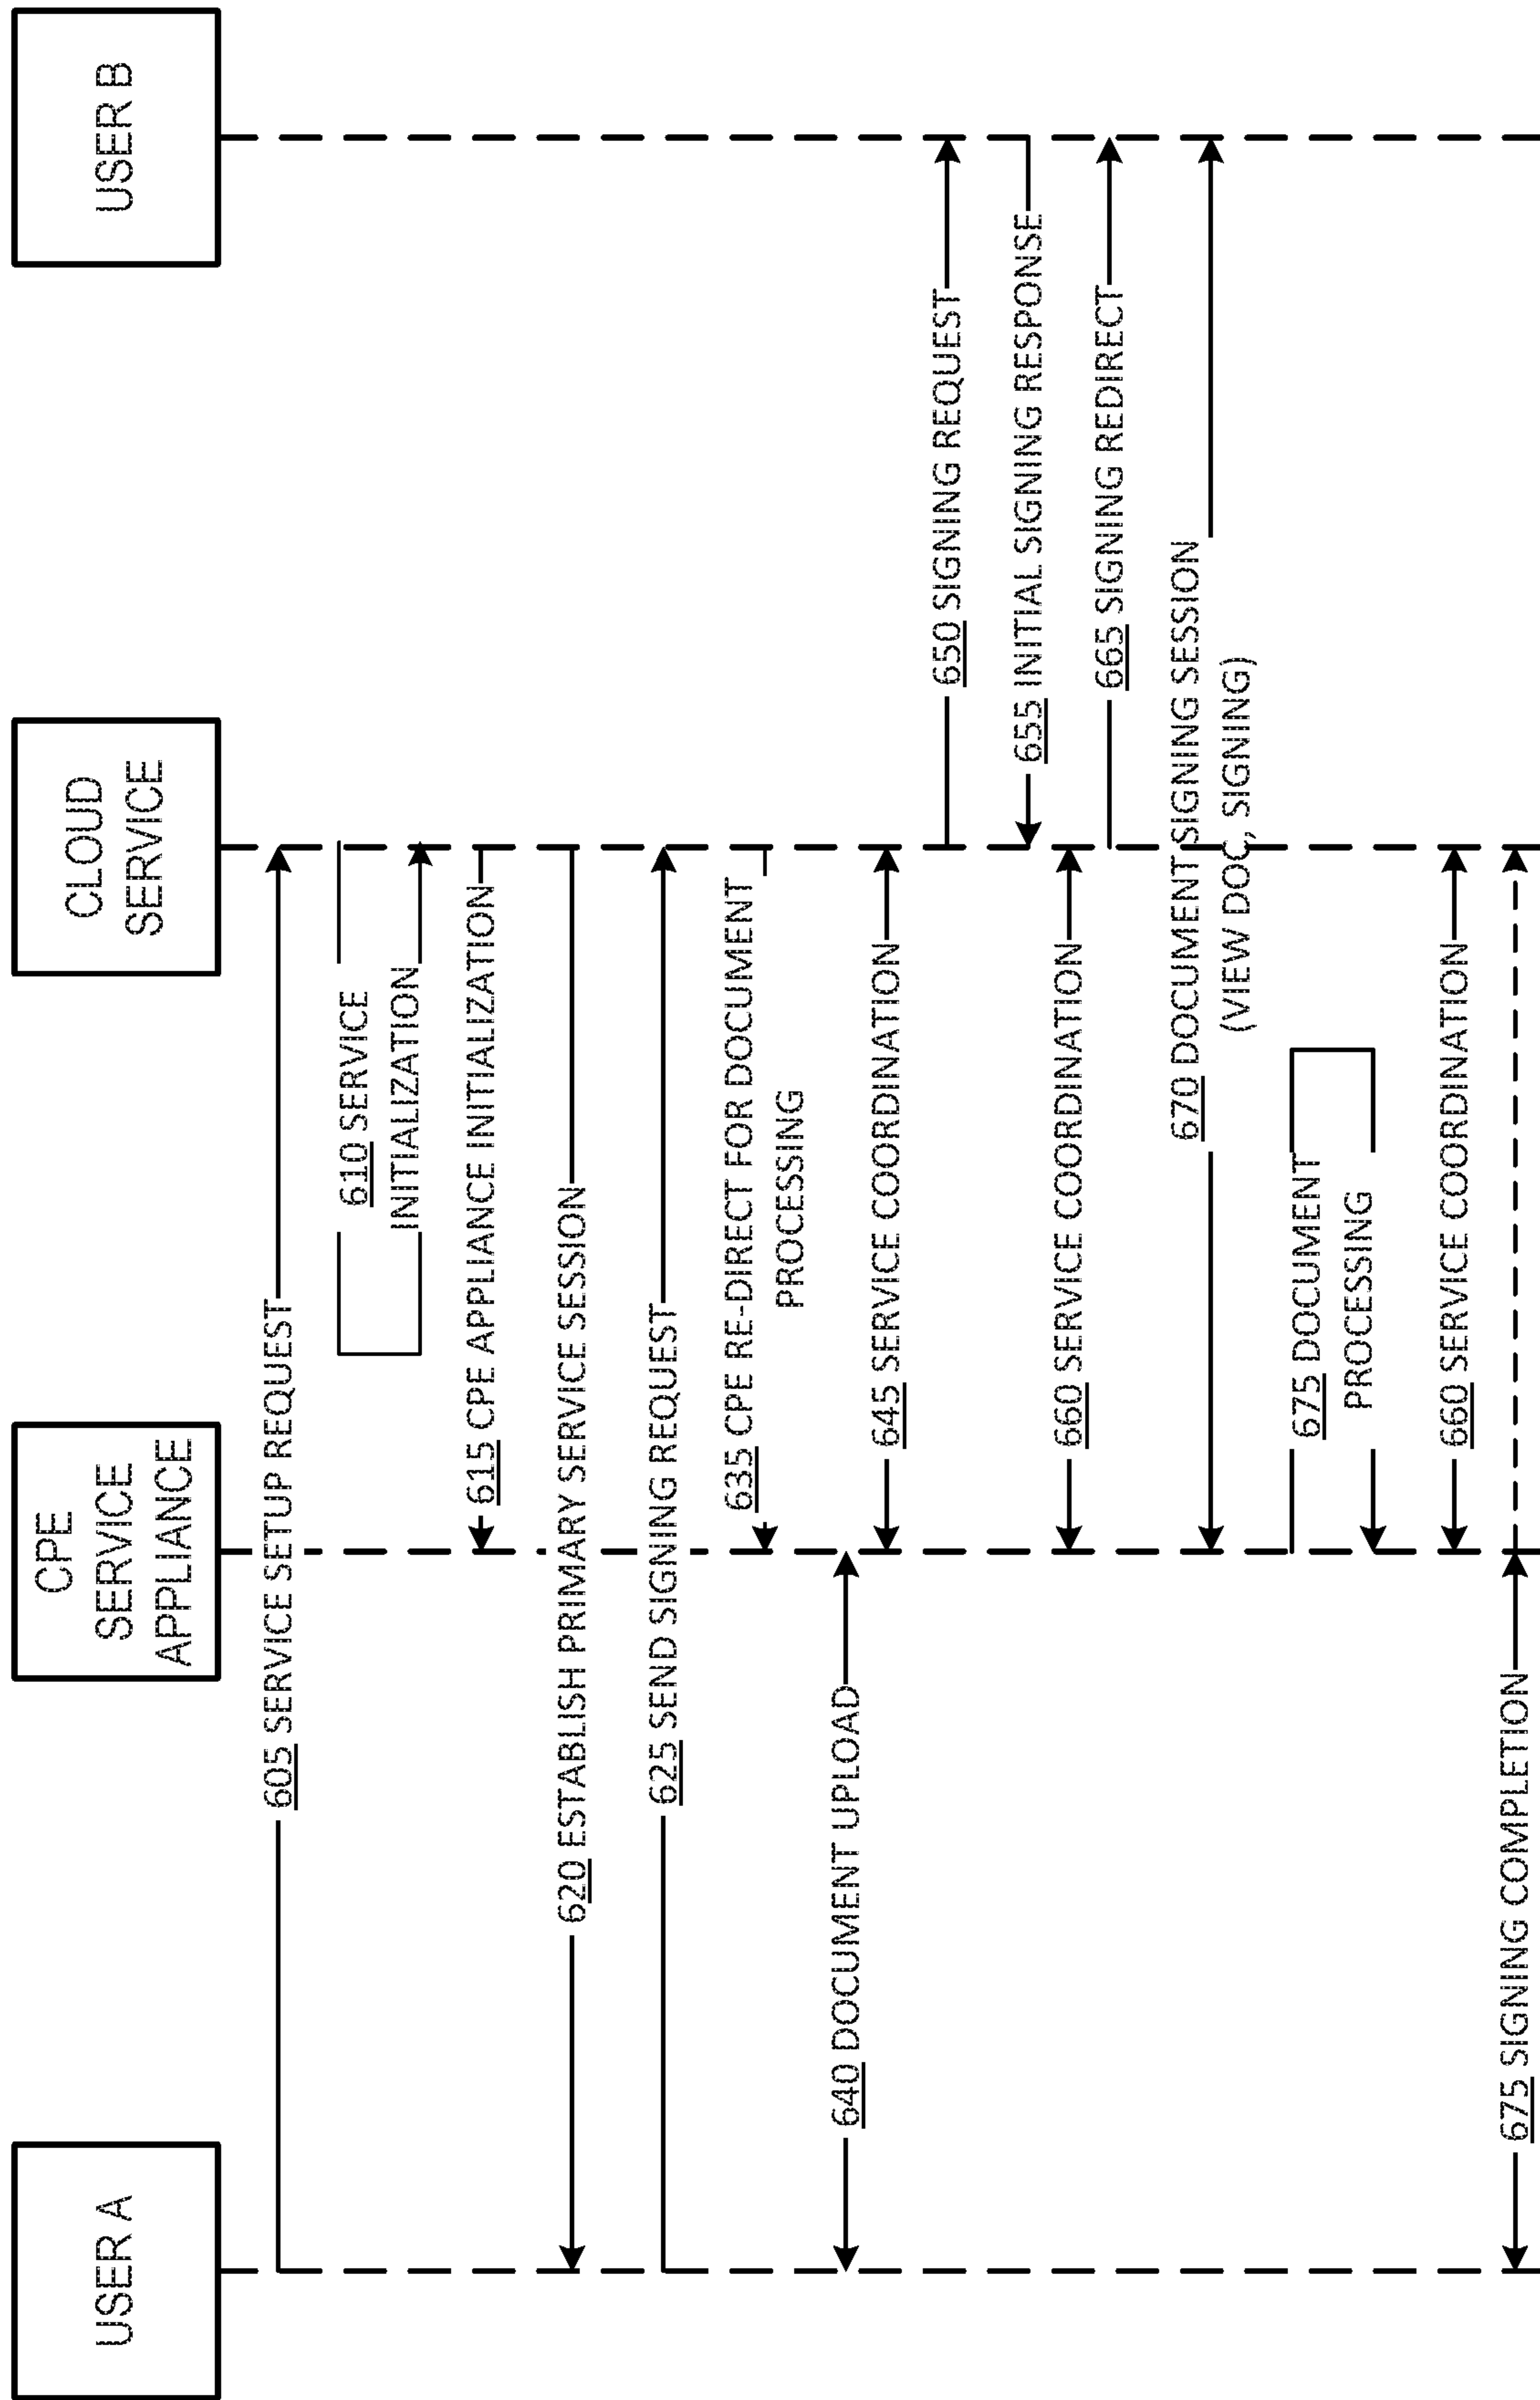 USER A
CPE
SERVICE
APPLIANCE
CLOUD
SERVICE
USER B
605 SERVICE SETUP REQUEST
610 SERVICE
INITIALIZATION
615 CPE APPLIANCE INITIALIZATION
620 ESTABLISH PRIMARY SERVICE SESSION
625 SEND SIGNING REQUEST
635 CPE RE-DIRECT FOR DOCUMENT
PROCESSING
640 DOCUMENT UPLOAD
645 SERVICE COORDINATION
650 SIGNING REQUEST
655 INITIAL SIGNING RESPONSE
660 SERVICE COORDINATION
665 SIGNING REDIRECT
670 DOCUMENT SIGNING SESSION
(VIEW DOC, SIGNING)
675 DOCUMENT
PROCESSING
660 SERVICE COORDINATION
675 SIGNING COMPLETION